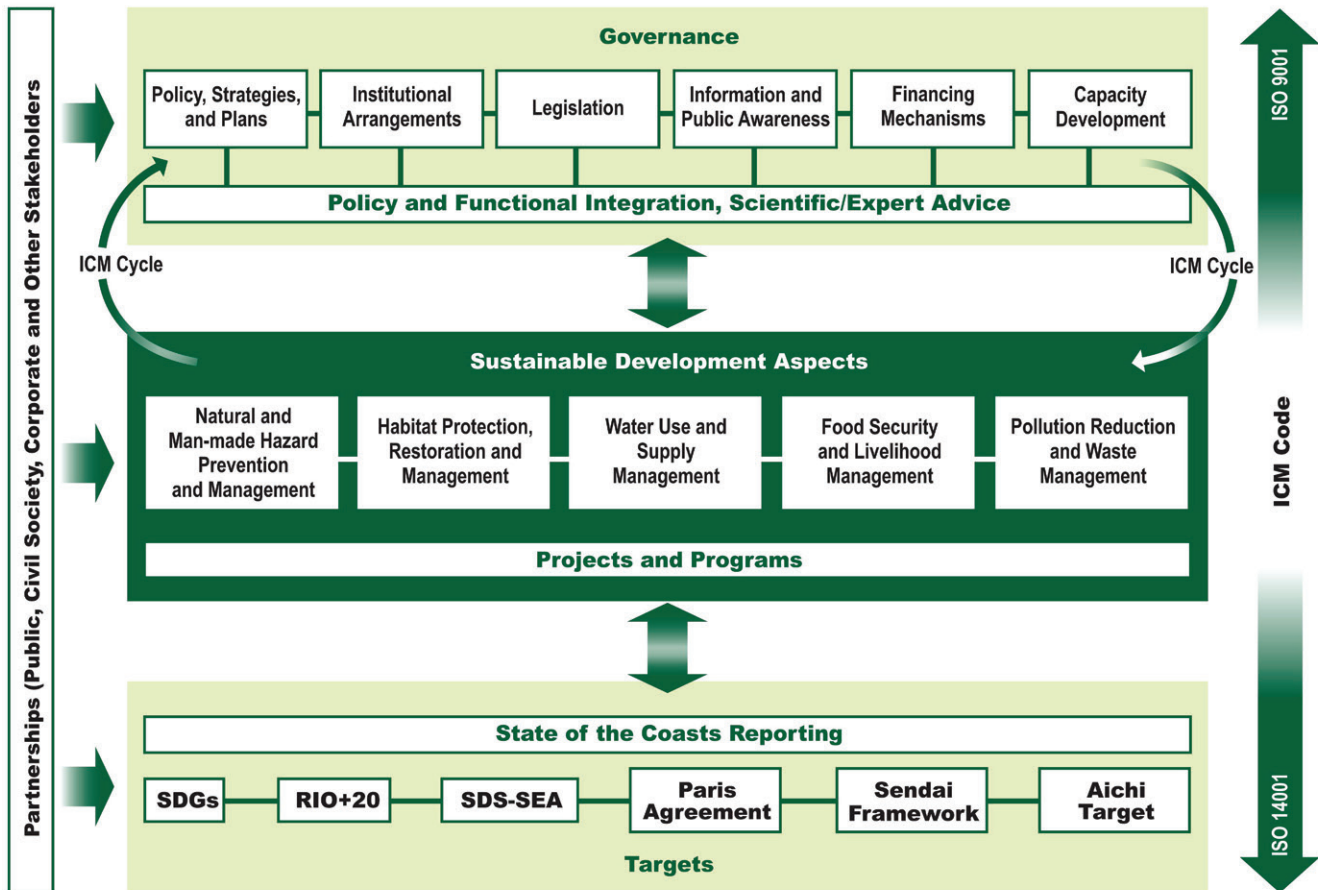 Partnerships (Public, Civil Society, Corporate and Other Stakeholders
Governance
Policy, Strategies,
and Plans
Institutional
Arrangements
Legislation
Information and
Public Awareness
Financing
Mechanisms
Capacity
Development
Policy and Functional Integration, Scientific/Expert Advice
ICM Cycle
ICM Cycle
Sustainable Development Aspects
Natural and
Man-made Hazard
Prevention
and Management
Habitat Protection,
Restoration and
Management
Water Use and
Supply
Management
Food Security
and Livelihood
Management
Pollution Reduction
and Waste
Management
Projects and Programs
State of the Coasts Reporting
SDGs
RIO+20
SDS-SEA
Paris
Agreement
Sendai
Framework
Aichi
Target
Targets
ISO 9001
ICM Code
ISO 14001